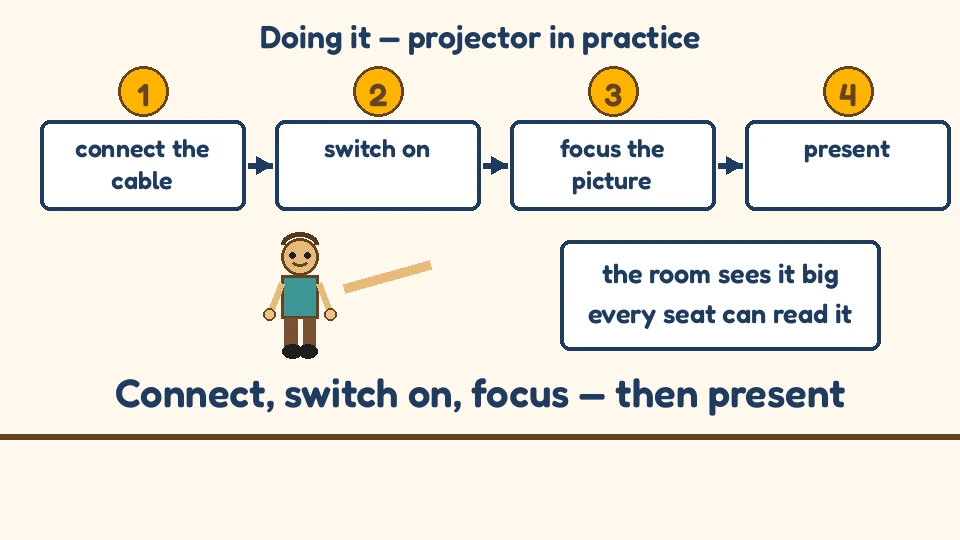 Doing it — projector in practice
1
connect the
cable
2
switch on
3
focus the
picture
4
present
the room sees it big
every seat can read it
Connect, switch on, focus — then present